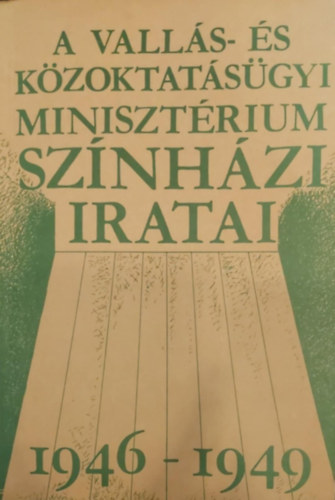 A VALLÁS- ÉS
KÖZOKTATÁSÜGYI
MINISZTÉRIUM
SZÍNHÁZI
IRATAI
1946 - 1949